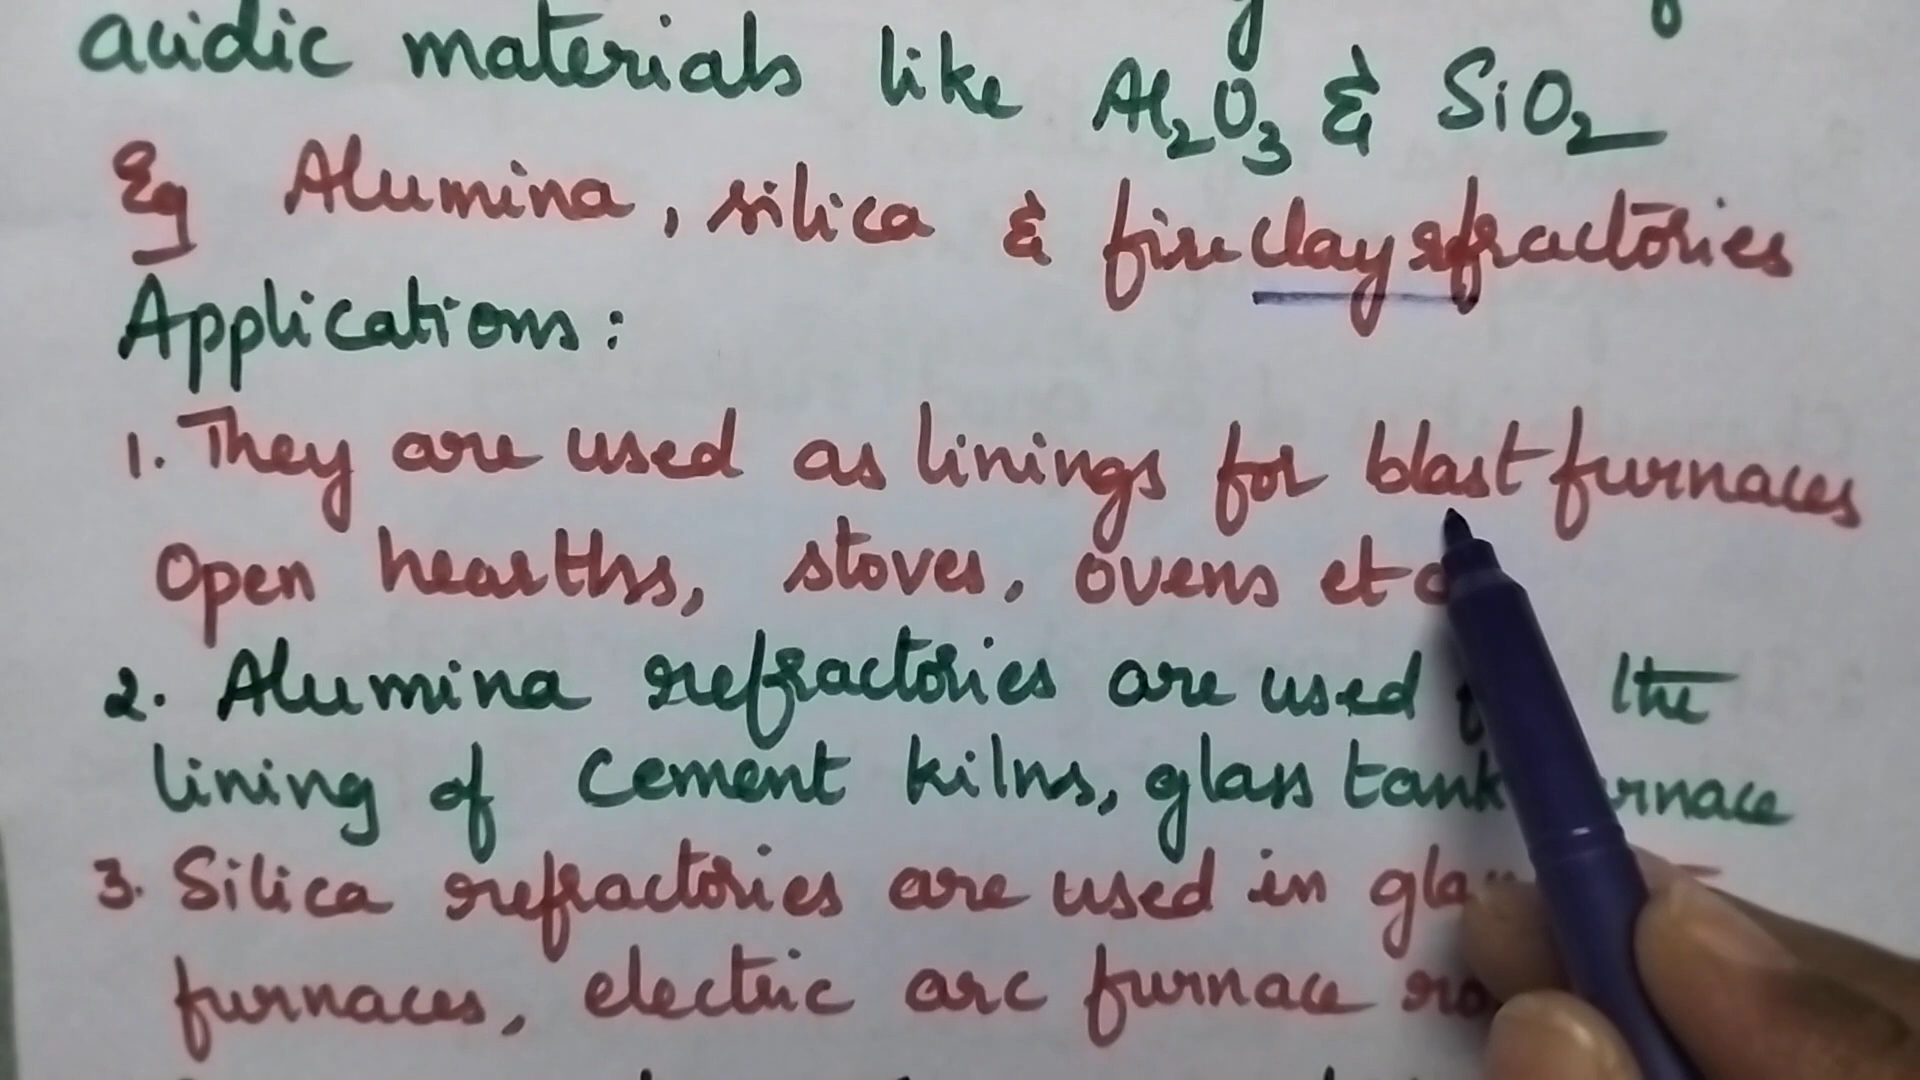 acidic materials like Al₂O₃ & SiO₂
Eg Alumina, silica & fire clay refractories
Applications:
1. They are used as linings for blast furnaces
Open hearths, stoves, ovens etc
2. Alumina refractories are used the
lining of Cement kilns, glass tank
3. Silica refractories are used in
furnaces, electric arc furnace